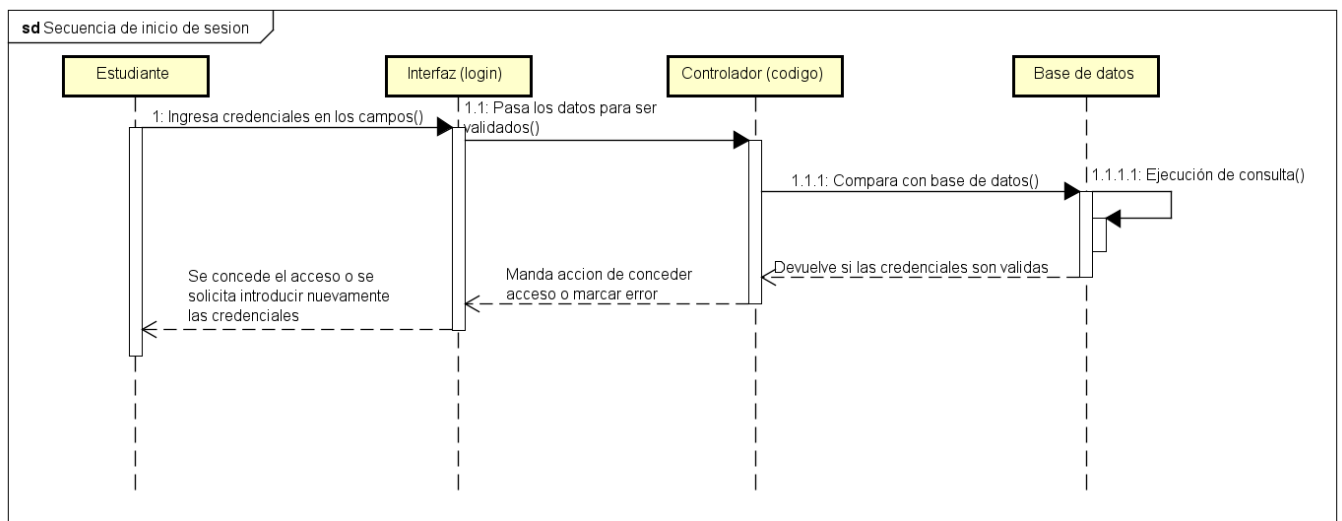 sd Secuencia de inicio de sesion
Estudiante
Interfaz (login)
Controlador (codigo)
Base de datos
1: Ingresa credenciales en los campos()
1.1: Pasa los datos para ser
validados()
1.1.1: Compara con base de datos()
1.1.1.1: Ejecución de consulta()
Devuelve si las credenciales son validas
Manda accion de conceder
acceso o marcar error
Se concede el acceso o se
solicita introducir nuevamente
las credenciales